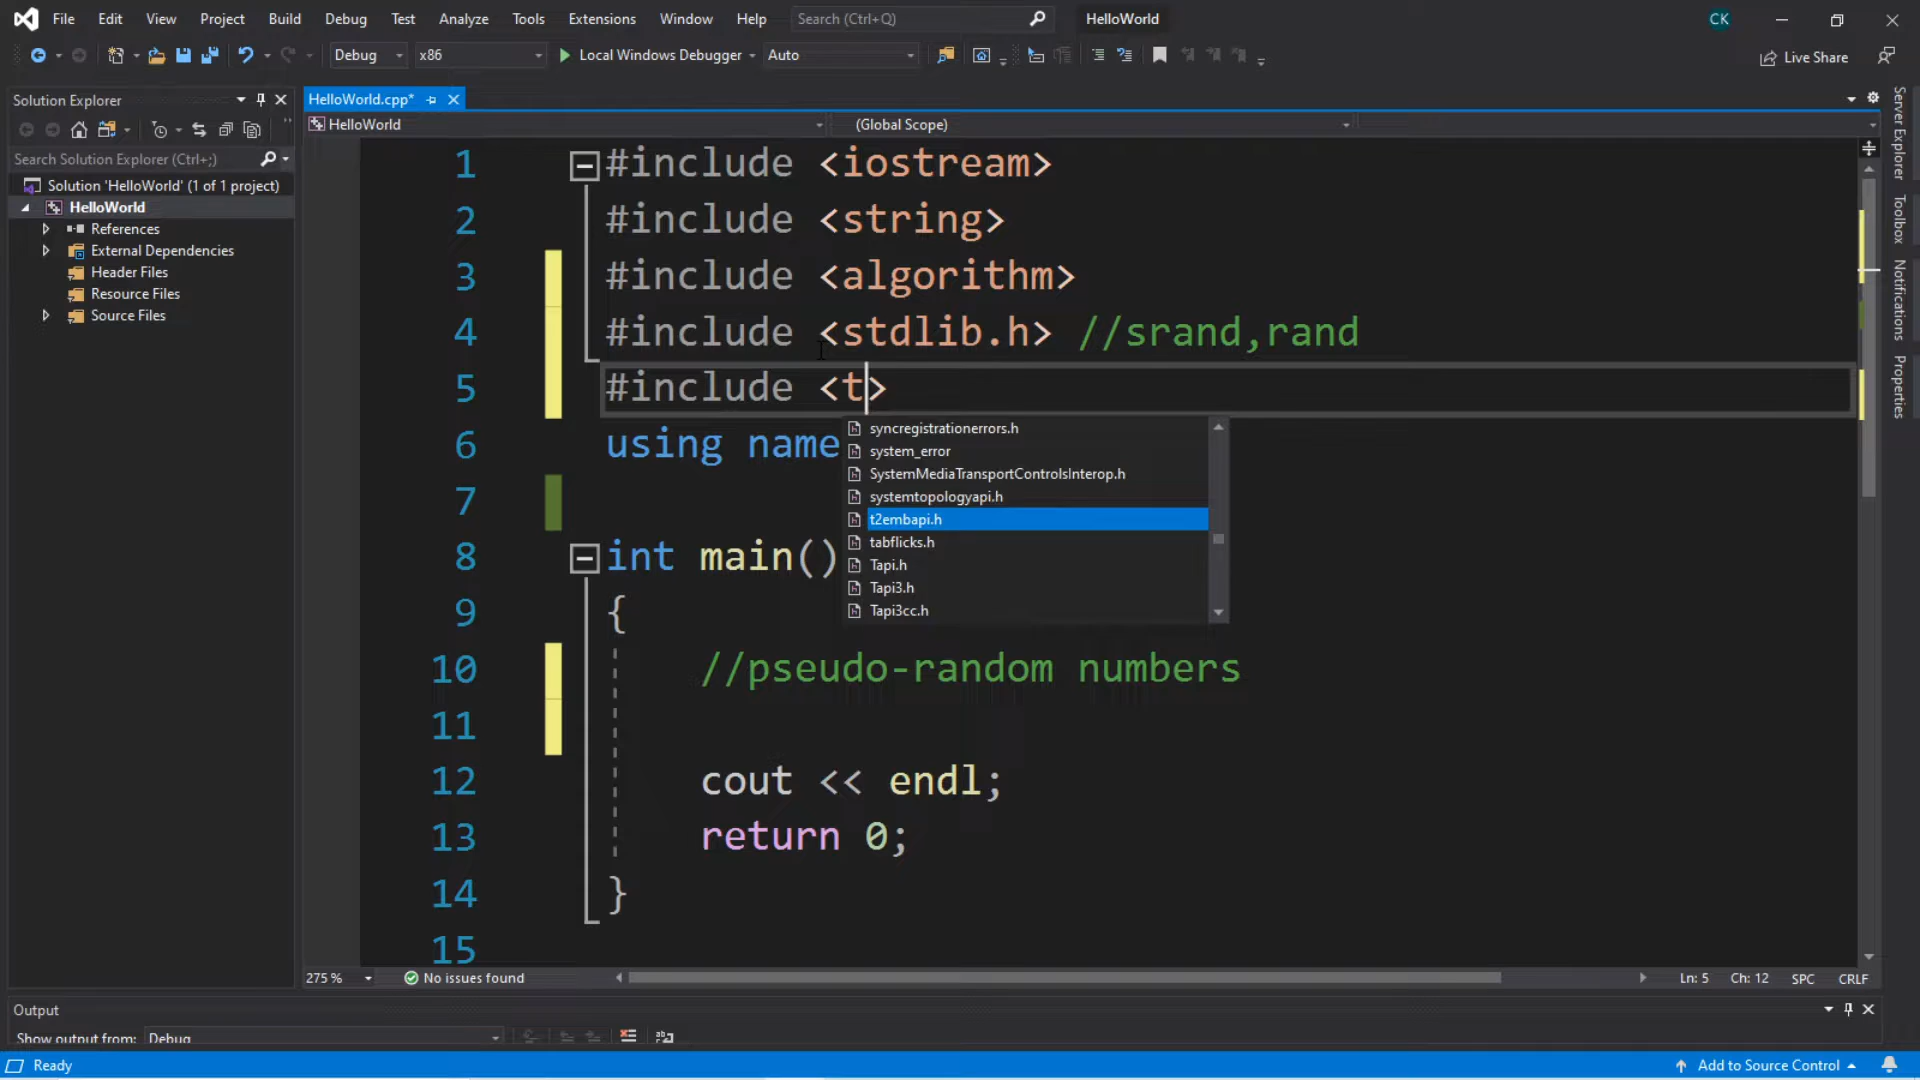 File Edit View Project Build Debug Test Analyze Tools Extensions Window Help Search (Ctrl+Q) HelloWorld CK
Debug x86 Local Windows Debugger Auto Live Share
Solution Explorer
Search Solution Explorer (Ctrl+;)
Solution 'HelloWorld' (1 of 1 project)
HelloWorld
References
External Dependencies
Header Files
Resource Files
Source Files
HelloWorld.cpp*
HelloWorld (Global Scope)
1 #include <iostream>
2 #include <string>
3 #include <algorithm>
4 #include <stdlib.h> //srand,rand
5 #include <t>
6 using name
7
8 int main()
9 {
10 //pseudo-random numbers
11
12 cout << endl;
13 return 0;
14 }
15
syncregistrationerrors.h
system_error
SystemMediaTransportControlsInterop.h
systemtopologyapi.h
t2embapi.h
tabflicks.h
Tapi.h
Tapi3.h
Tapi3cc.h
Server Explorer
Toolbox
Notifications
Properties
275 % No issues found Ln: 5 Ch: 12 SPC CRLF
Output
Show output from: Debug
Ready Add to Source Control